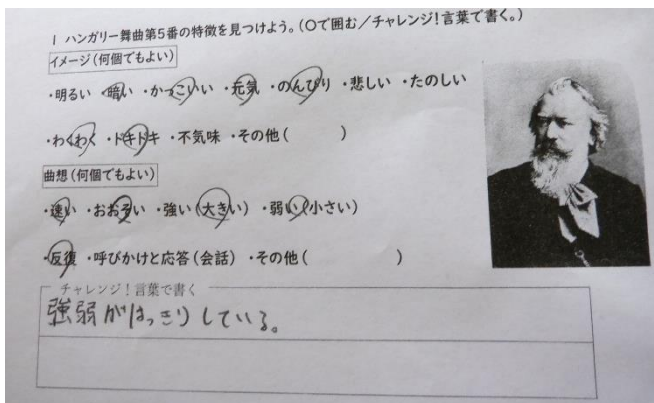 1 ハンガリー舞曲第5番の特徴を見つけよう。(○で囲む/チャレンジ!言葉で書く。)
イメージ(何個でもよい)
・明るい ・暗い ・かっこいい ・元気 ・のんびり ・悲しい ・たのしい
・わくわく ・ドキドキ ・不気味 ・その他( )
曲想(何個でもよい)
・速い ・おおそい ・強い(大きい) ・弱い(小さい)
・反復 ・呼びかけと応答(会話) ・その他( )
チャレンジ!言葉で書く
強弱がはっきりしている。